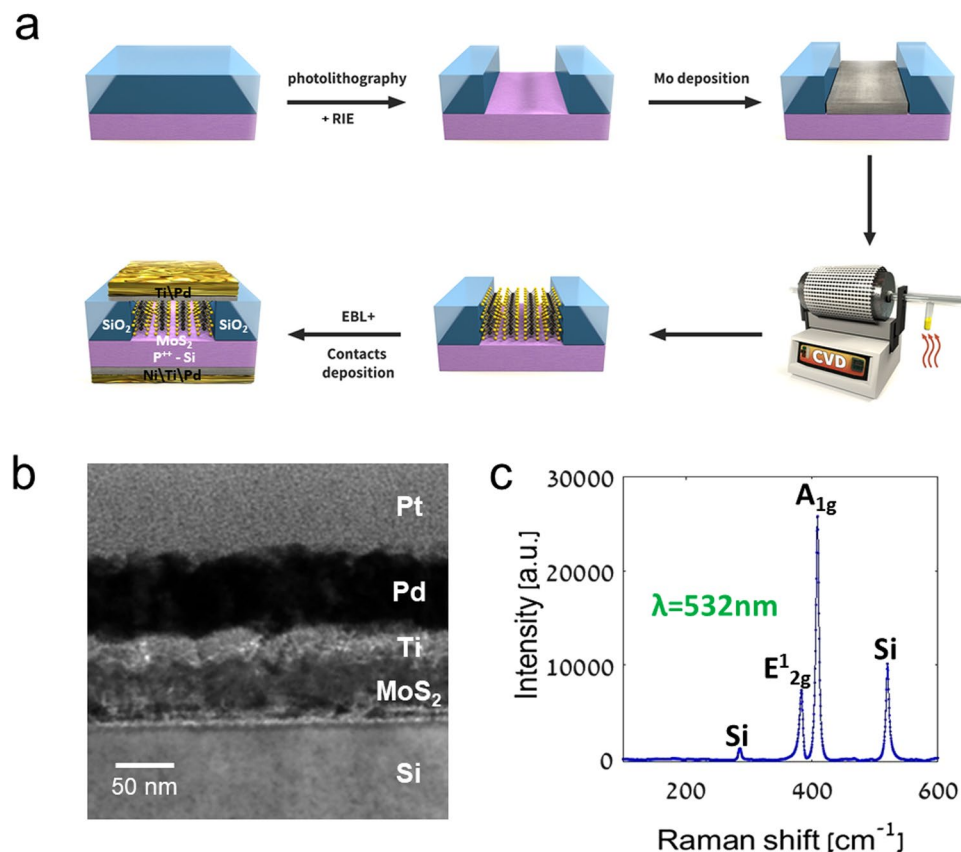 a
photolithography
+ RIE
Mo deposition
Ti\Pd
SiO₂ SiO₂
MoS₂
P⁺⁺ - Si
Ni\Ti\Pd
EBL+
Contacts
deposition
CVD
b
Pt
Pd
Ti
MoS₂
Si
50 nm
c
Intensity [a.u.]
30000
20000
10000
0
A₁g
λ=532nm
E¹₂g
Si
Si
200 400 600
Raman shift [cm⁻¹]